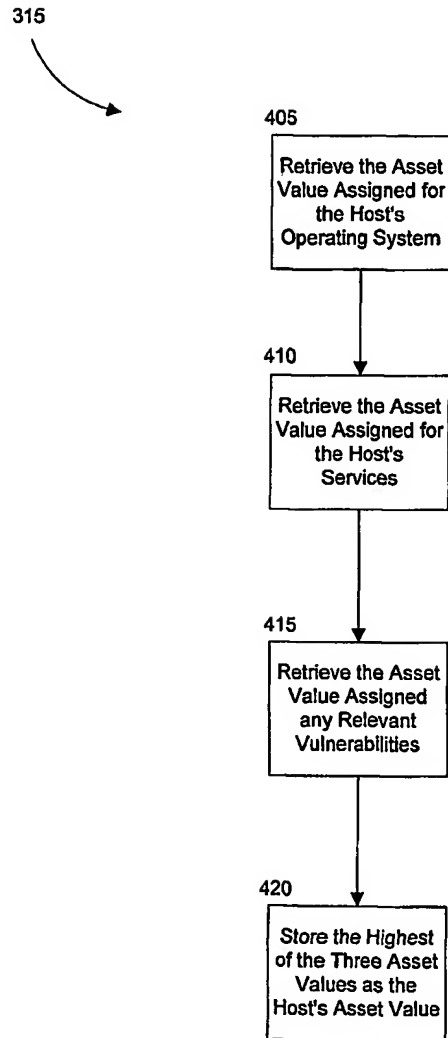 315
405
Retrieve the Asset
Value Assigned for
the Host's
Operating System
410
Retrieve the Asset
Value Assigned for
the Host's
Services
415
Retrieve the Asset
Value Assigned
any Relevant
Vulnerabilities
420
Store the Highest
of the Three Asset
Values as the
Host's Asset Value